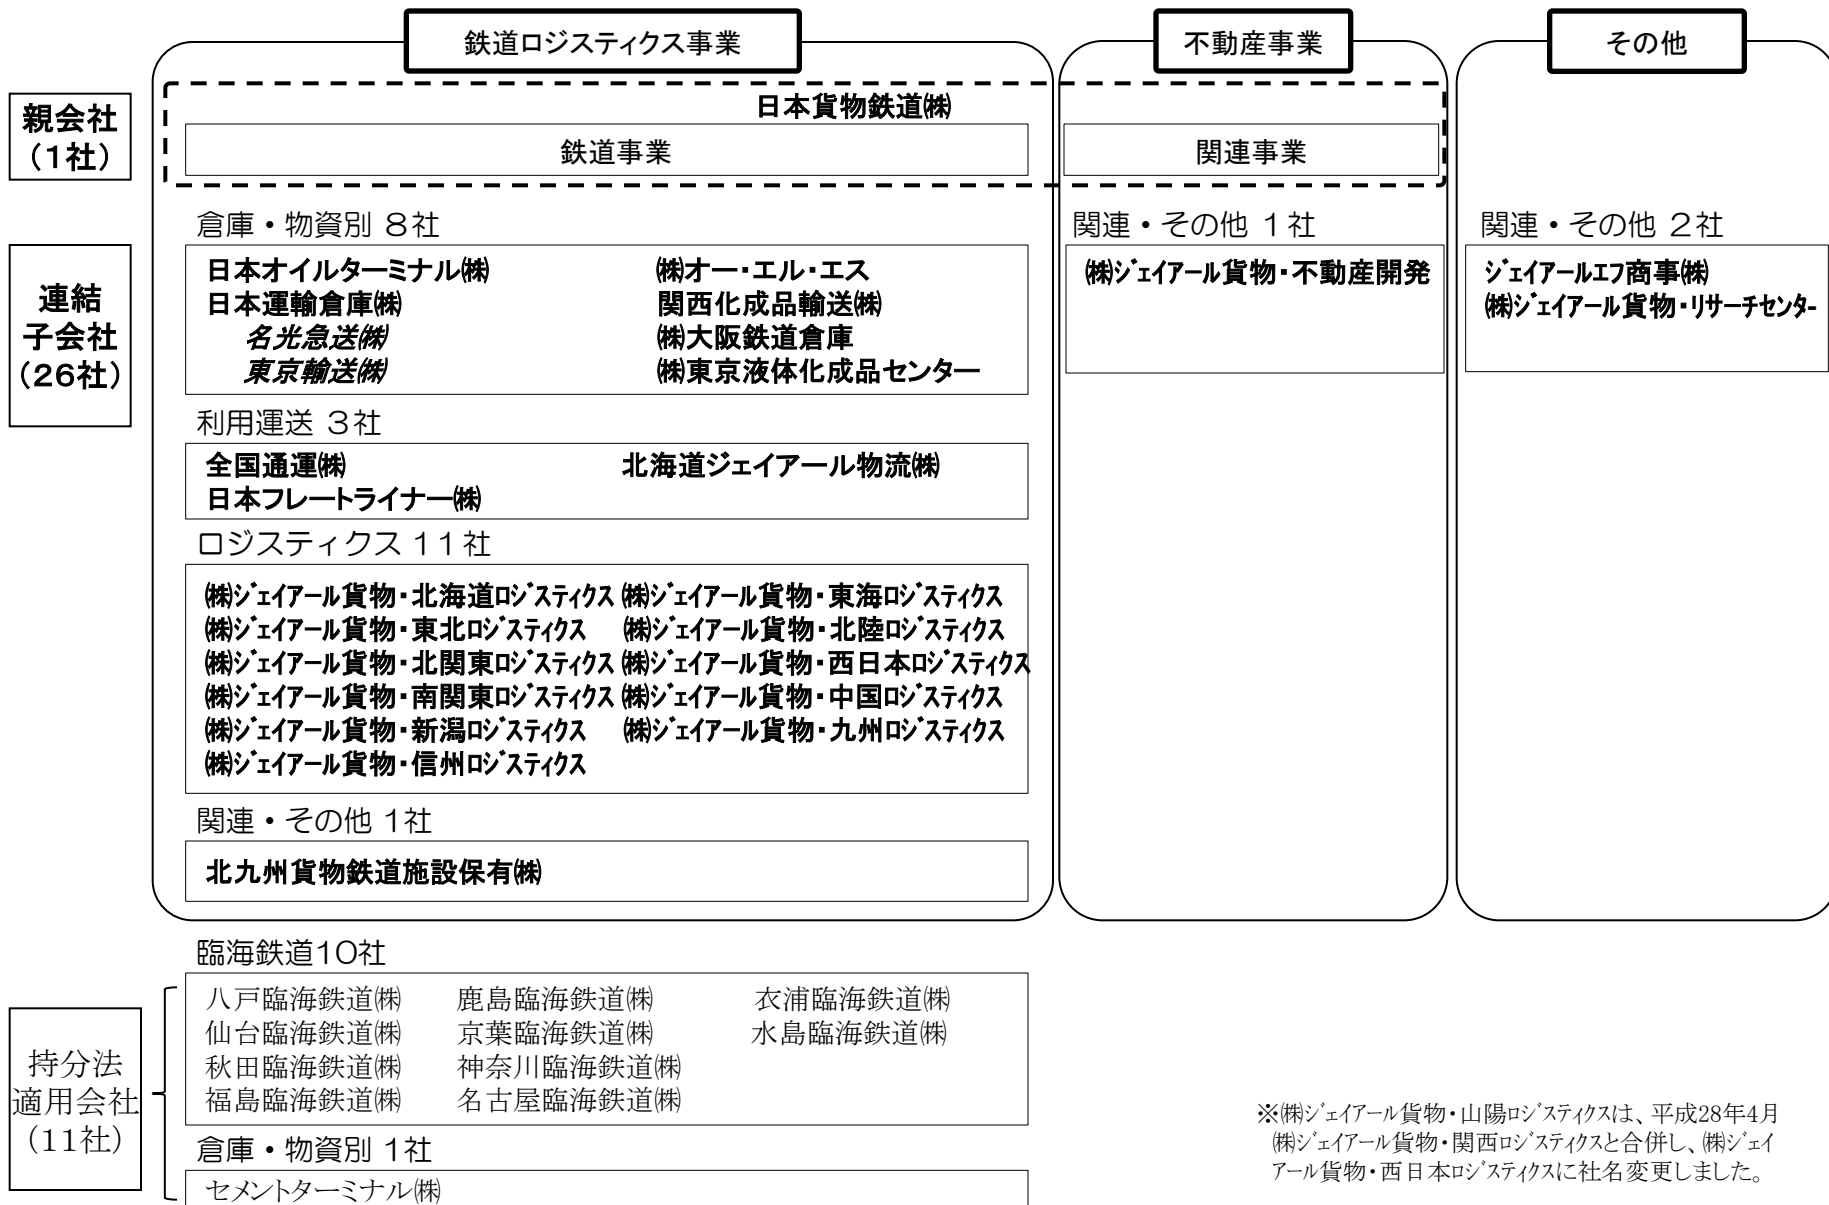 鉄道ロジスティクス事業
不動産事業
その他
親会社
(1社)
日本貨物鉄道㈱
鉄道事業
関連事業
連結
子会社
(26社)
倉庫・物資別 8社
日本オイルターミナル㈱
㈱オー・エル・エス
日本運輸倉庫㈱
関西化成品輸送㈱
名光急送㈱
㈱大阪鉄道倉庫
東京輸送㈱
㈱東京液体化成品センター
利用運送 3社
全国通運㈱
北海道ジェイアール物流㈱
日本フレートライナー㈱
ロジスティクス 11社
㈱ジェイアール貨物・北海道ロジスティクス ㈱ジェイアール貨物・東海ロジスティクス
㈱ジェイアール貨物・東北ロジスティクス ㈱ジェイアール貨物・北陸ロジスティクス
㈱ジェイアール貨物・北関東ロジスティクス ㈱ジェイアール貨物・西日本ロジスティクス
㈱ジェイアール貨物・南関東ロジスティクス ㈱ジェイアール貨物・中国ロジスティクス
㈱ジェイアール貨物・新潟ロジスティクス ㈱ジェイアール貨物・九州ロジスティクス
㈱ジェイアール貨物・信州ロジスティクス
関連・その他 1社
北九州貨物鉄道施設保有㈱
関連・その他 1社
㈱ジェイアール貨物・不動産開発
関連・その他 2社
ジェイアールエフ商事㈱
㈱ジェイアール貨物・リサーチセンター
持分法
適用会社
(11社)
臨海鉄道10社
八戸臨海鉄道㈱ 鹿島臨海鉄道㈱ 衣浦臨海鉄道㈱
仙台臨海鉄道㈱ 京葉臨海鉄道㈱ 水島臨海鉄道㈱
秋田臨海鉄道㈱ 神奈川臨海鉄道㈱
福島臨海鉄道㈱ 名古屋臨海鉄道㈱
倉庫・物資別 1社
セメントターミナル㈱
※㈱ジェイアール貨物・山陽ロジスティクスは、平成28年4月
㈱ジェイアール貨物・関西ロジスティクスと合併し、㈱ジェイ
アール貨物・西日本ロジスティクスに社名変更しました。